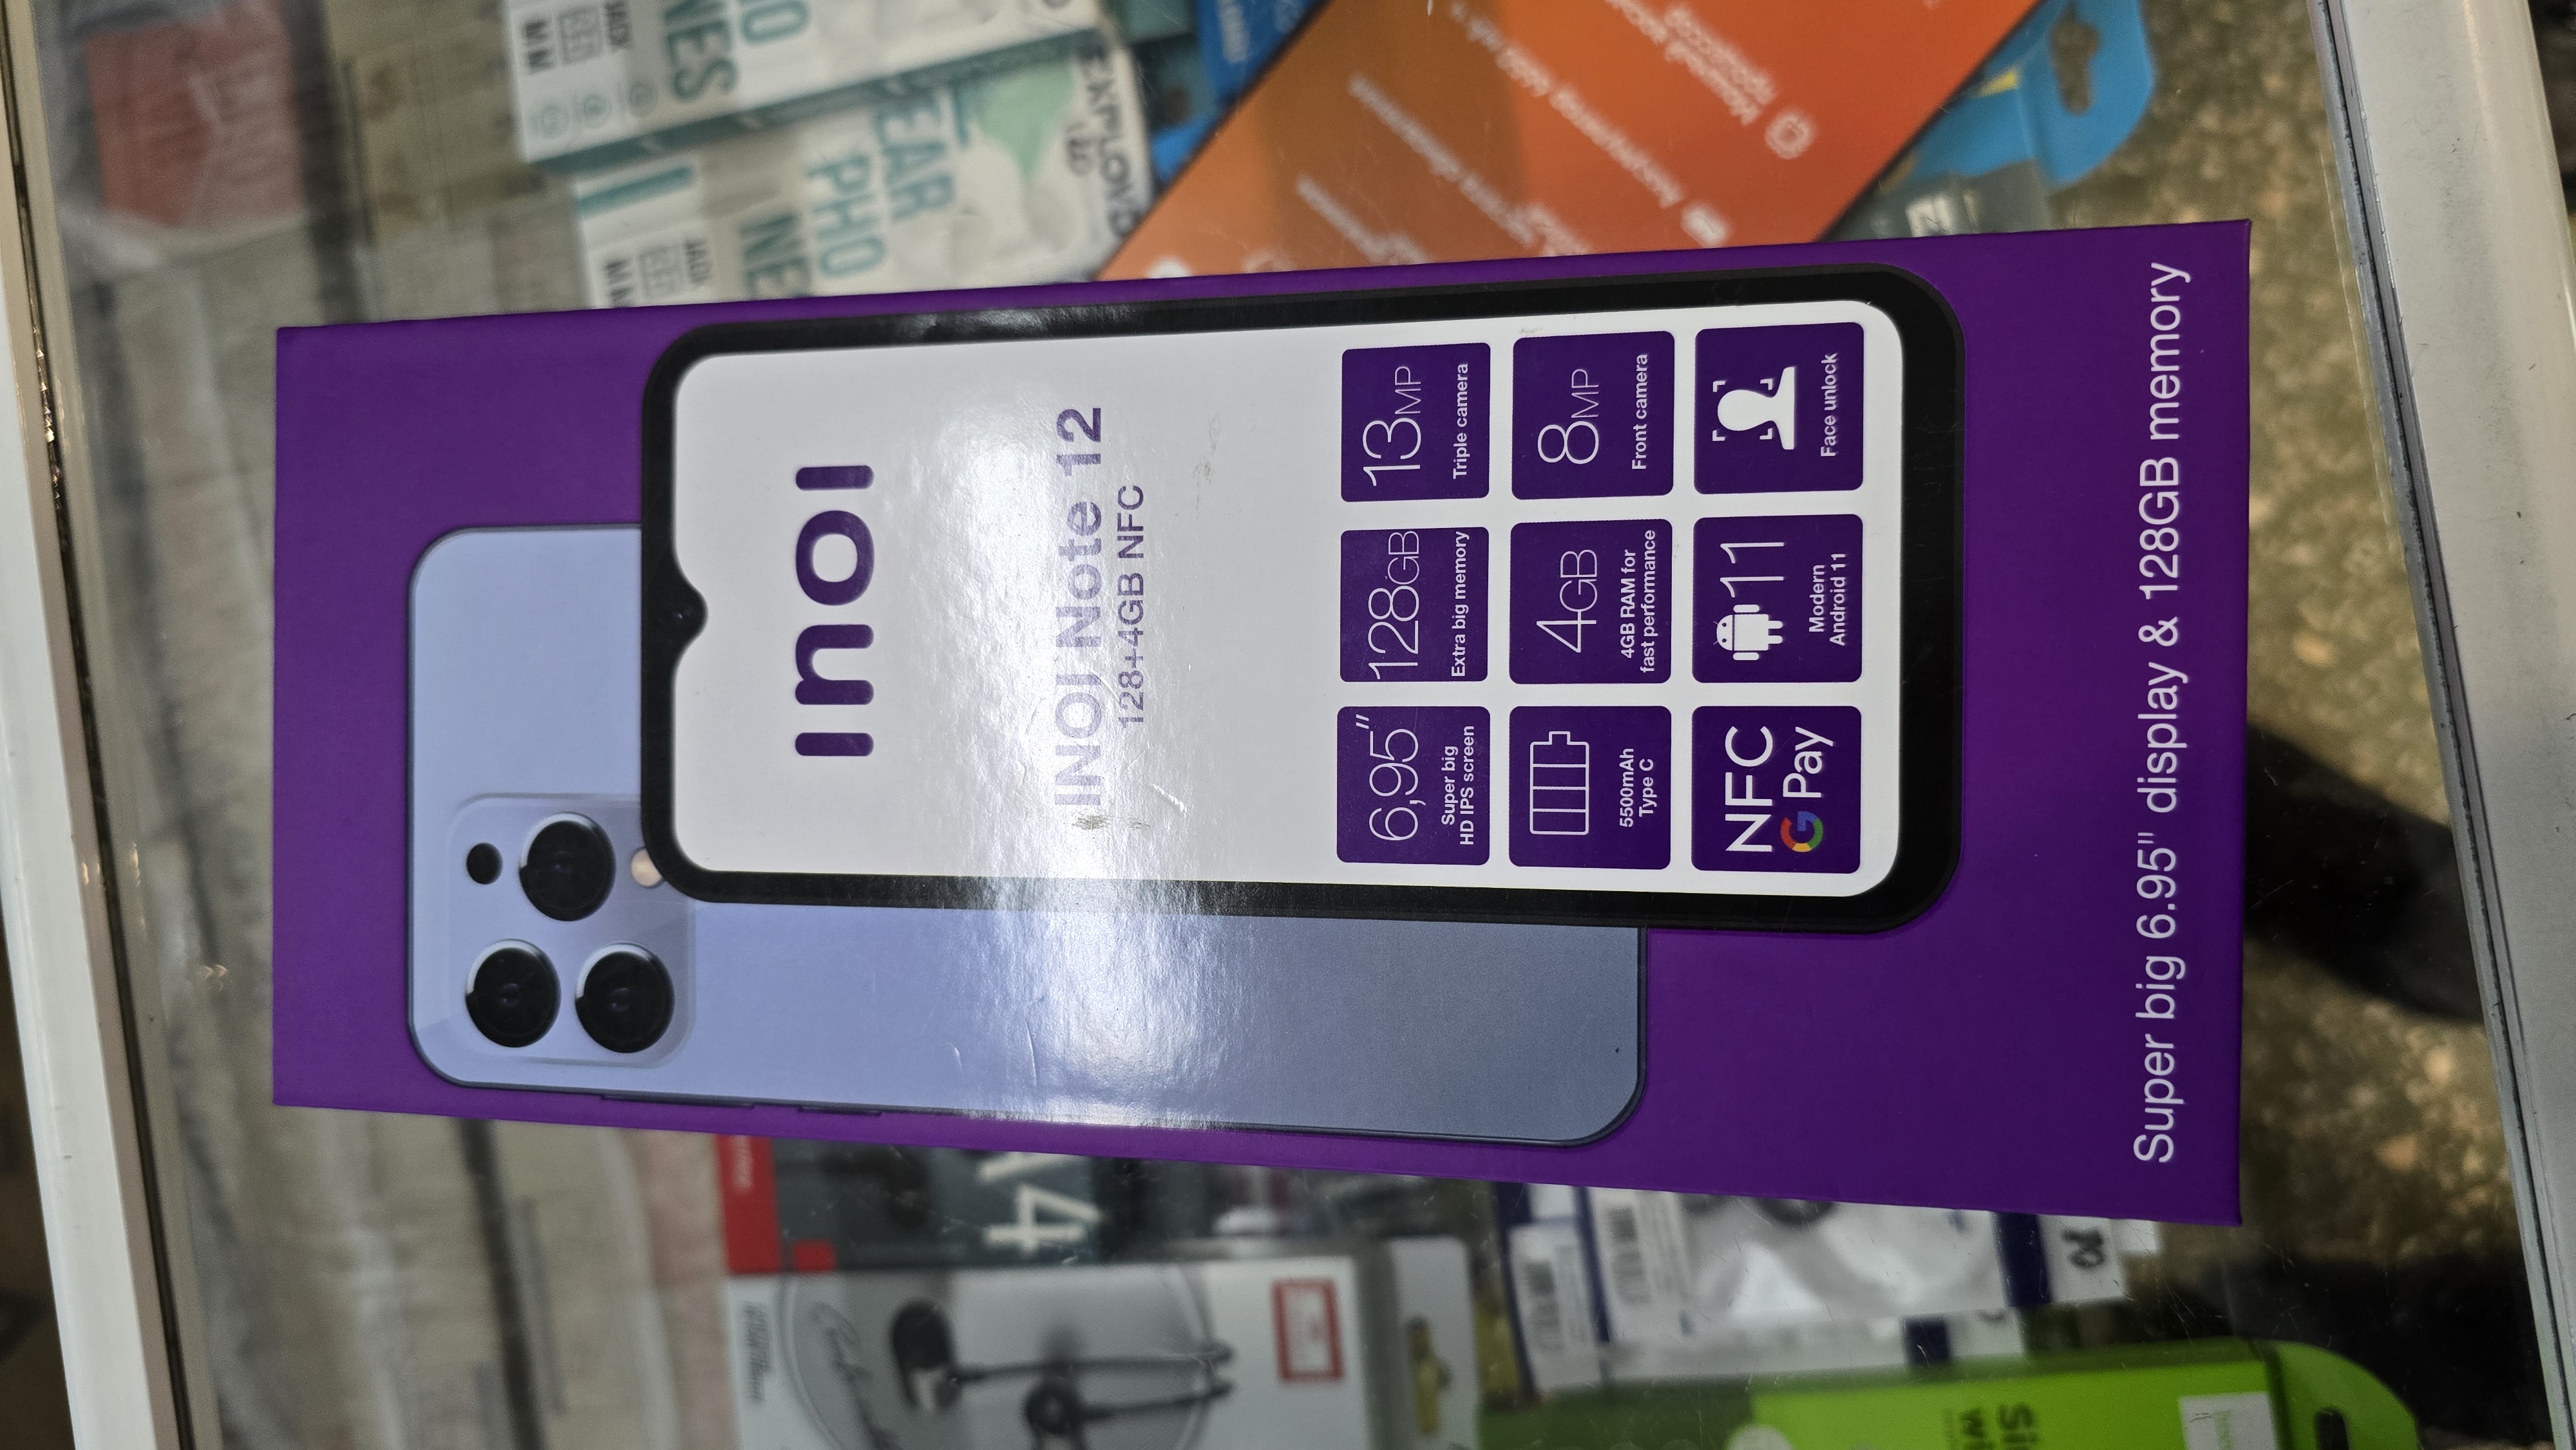 INOI
INOI Note 12
128+4GB NFC
6,95"
Super big
HD IPS screen
128GB
Extra big memory
13MP
Triple camera
5500mAh
Type C
4GB
4GB RAM for
fast performance
8MP
Front camera
NFC
G Pay
11
Modern
Android 11
Face unlock
Super big 6.95" display & 128GB memory
NES
EAR
PHO
NE
14